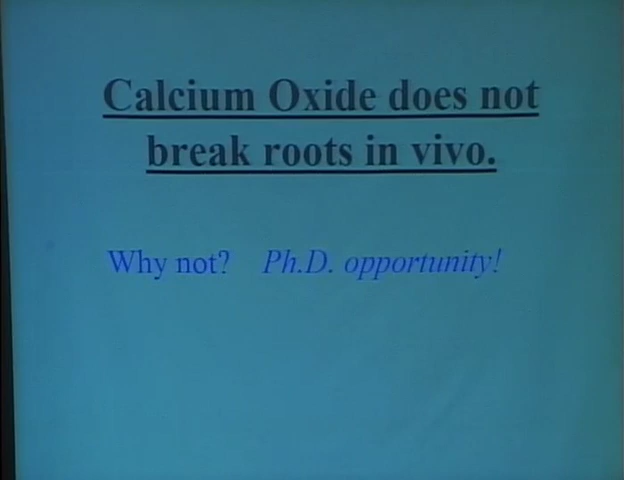 Calcium Oxide does not
break roots in vivo.
Why not? Ph.D. opportunity!